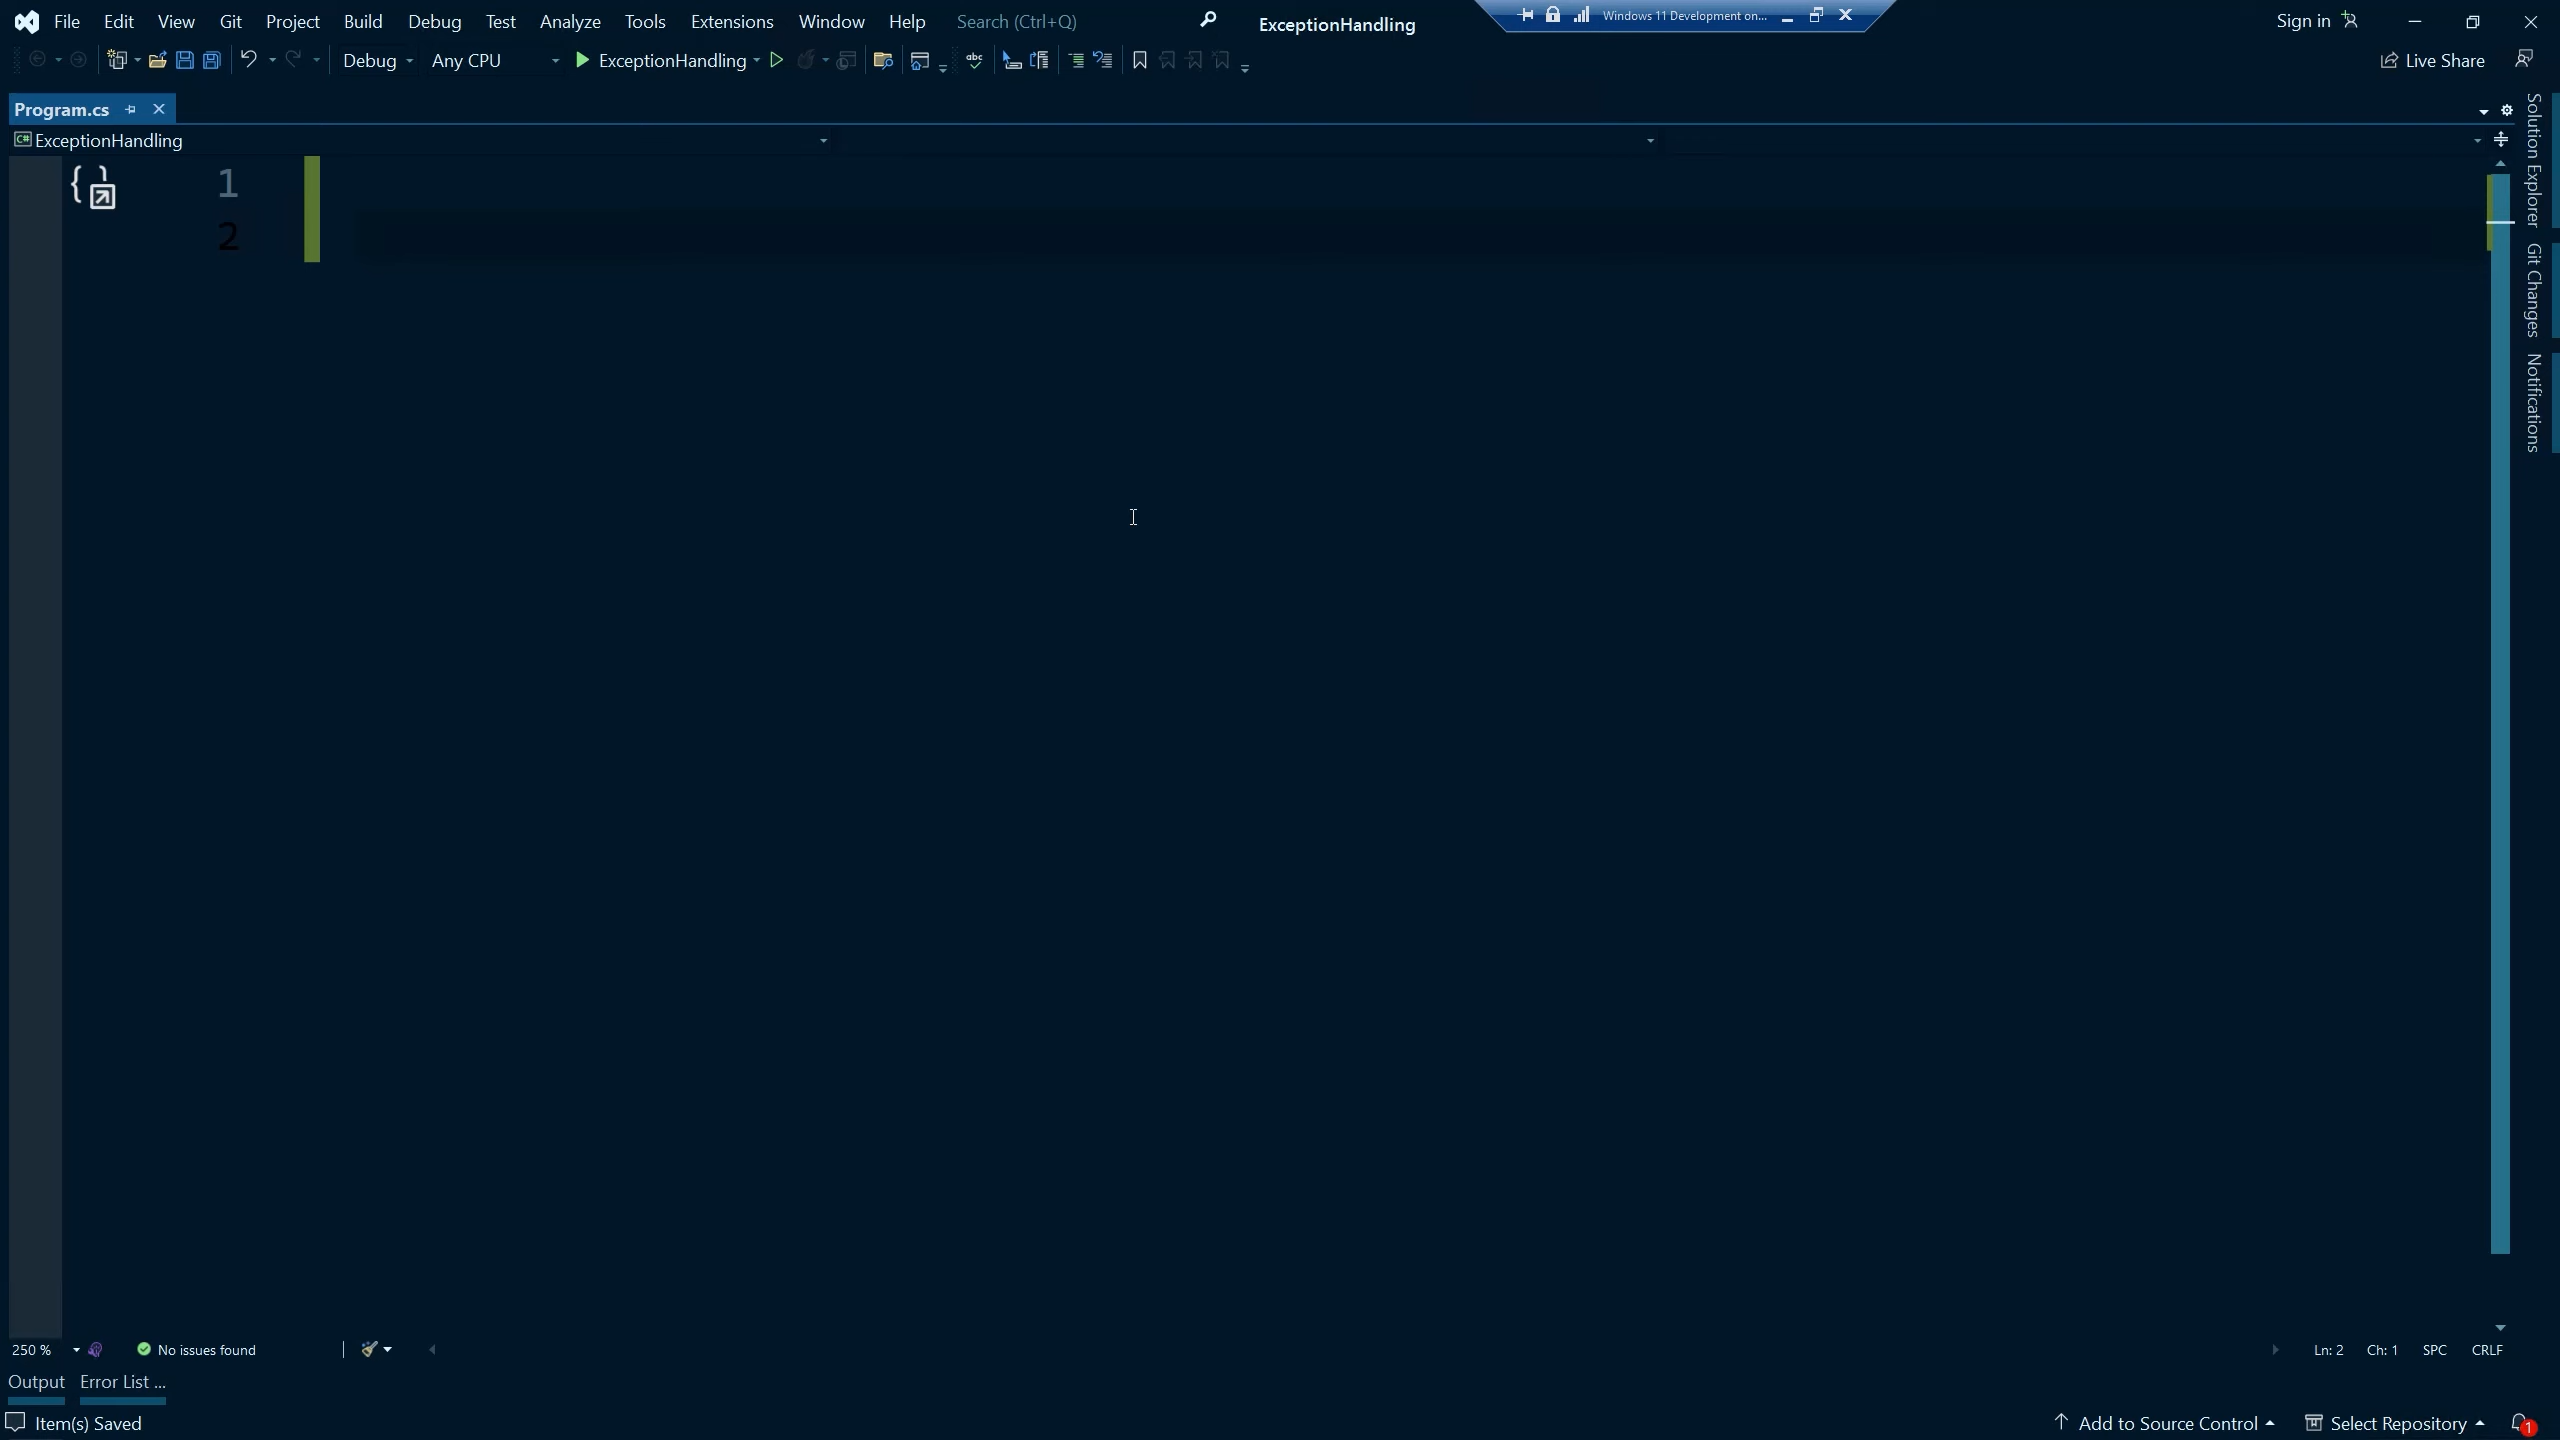 File Edit View Git Project Build Debug Test Analyze Tools Extensions Window Help Search (Ctrl+Q) ExceptionHandling Windows 11 Development on... Sign in
Debug Any CPU ExceptionHandling abc Live Share
Program.cs
C# ExceptionHandling
1
2
Solution Explorer
Git Changes
Notifications
250 % No issues found Ln: 2 Ch: 1 SPC CRLF
Output Error List ...
Item(s) Saved Add to Source Control Select Repository 1